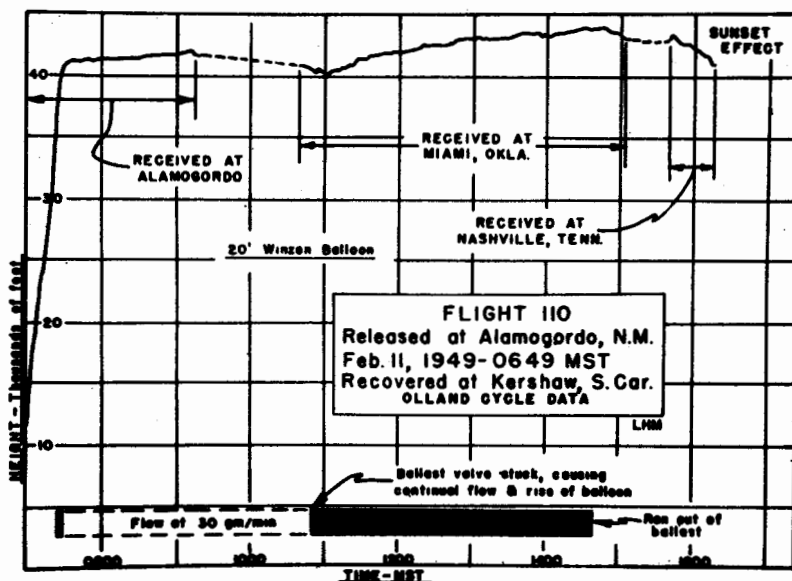 SUNSET
EFFECT
40
RECEIVED AT
ALAMOGORDO
RECEIVED AT
MIAMI, OKLA.
30
RECEIVED AT
NASHVILLE, TENN.
20' Winzen Balloon
HEIGHT - Thousands of feet
20
FLIGHT 110
Released at Alamogordo, N.M.
Feb. 11, 1949-0649 MST
Recovered at Kershaw, S. Car.
OLLAND CYCLE DATA
LHM
10
Ballast valve stuck, causing
continual flow & rise of balloon
Flow at 30 gm/min
Ran out of
ballast
0800 1000 1200 1400 1600
TIME-MST